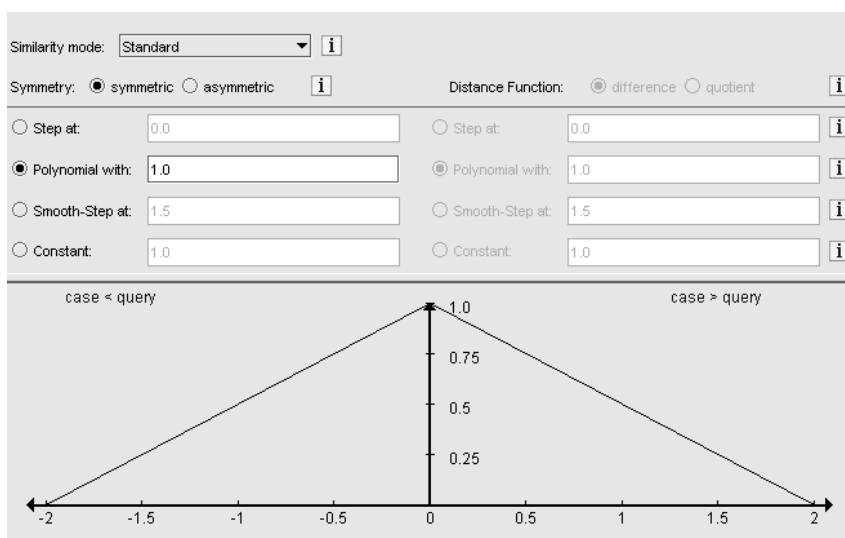 Similarity mode: Standard i
Symmetry: symmetric asymmetric i Distance Function: difference quotient i
Step at: 0.0 Step at: 0.0 i
Polynomial with: 1.0 Polynomial with: 1.0 i
Smooth-Step at: 1.5 Smooth-Step at: 1.5 i
Constant: 1.0 Constant: 1.0 i
case < query case > query
1.0
0.75
0.5
0.25
-2 -1.5 -1 -0.5 0 0.5 1 1.5 2